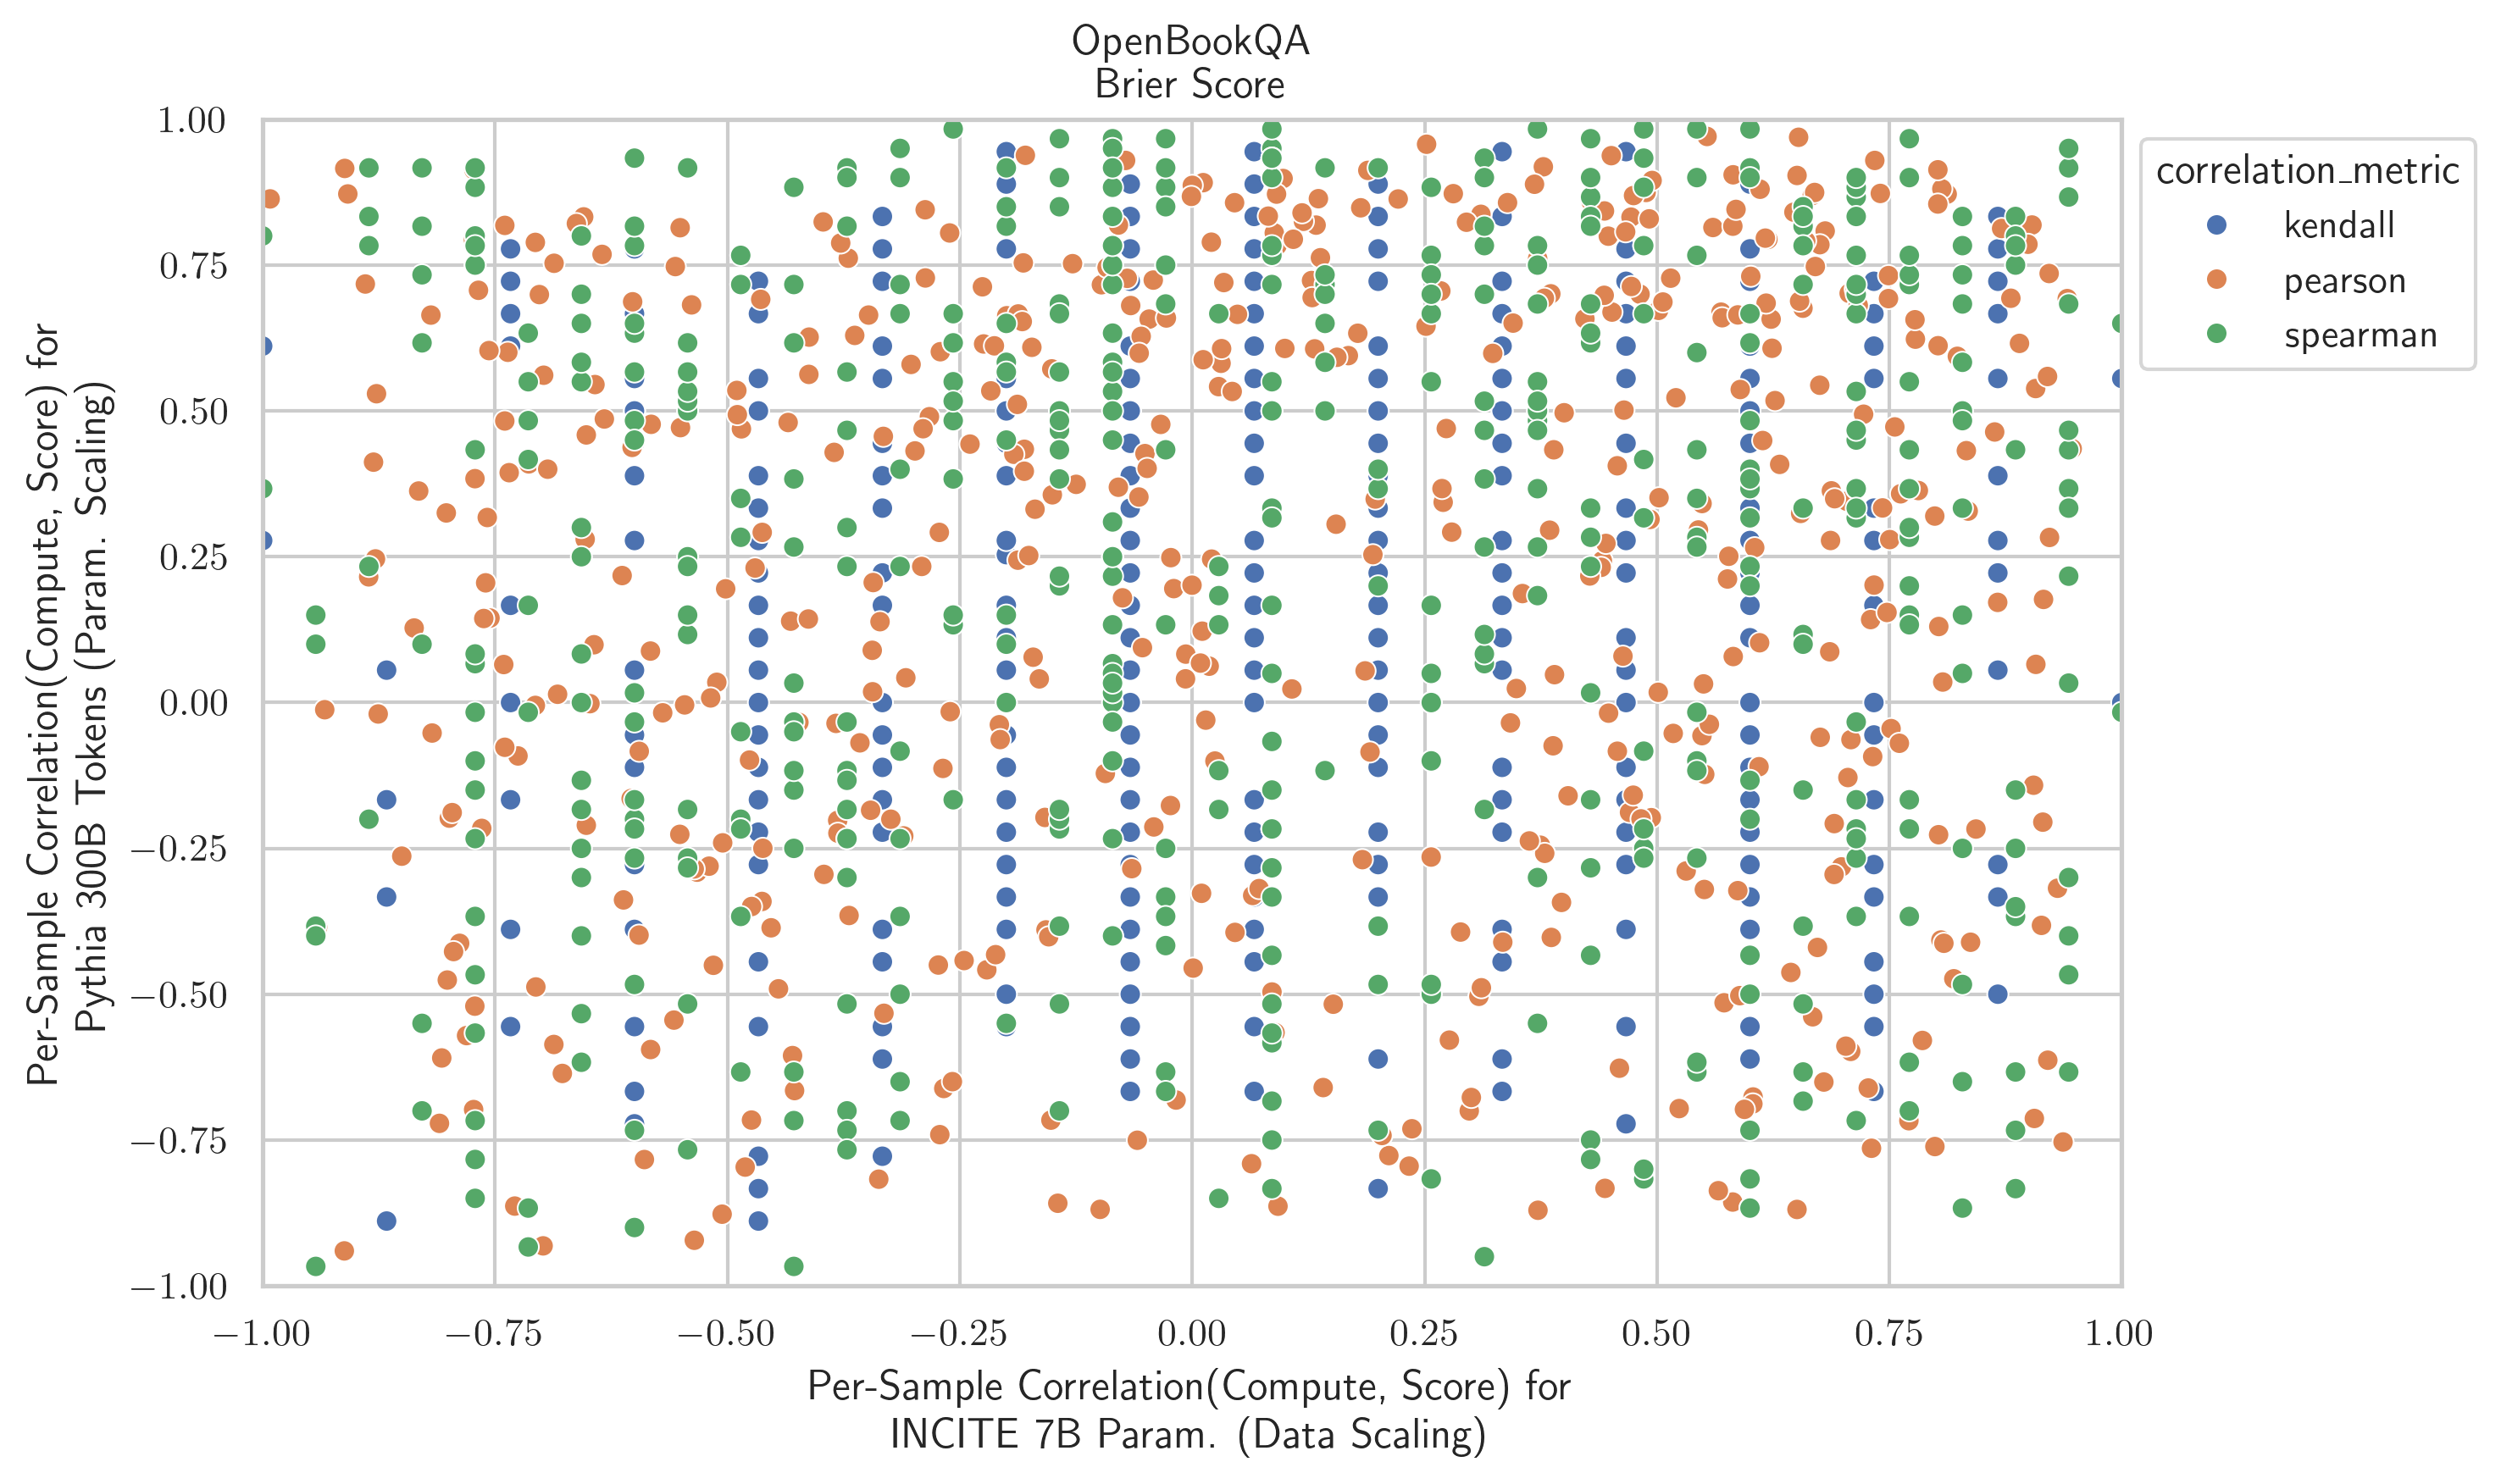 OpenBookQA
Brier Score
Per-Sample Correlation(Compute, Score) for
Pythia 300B Tokens (Param. Scaling)
1.00
0.75
0.50
0.25
0.00
−0.25
−0.50
−0.75
−1.00
−1.00 −0.75 −0.50 −0.25 0.00 0.25 0.50 0.75 1.00
Per-Sample Correlation(Compute, Score) for
INCITE 7B Param. (Data Scaling)
correlation_metric
kendall
pearson
spearman